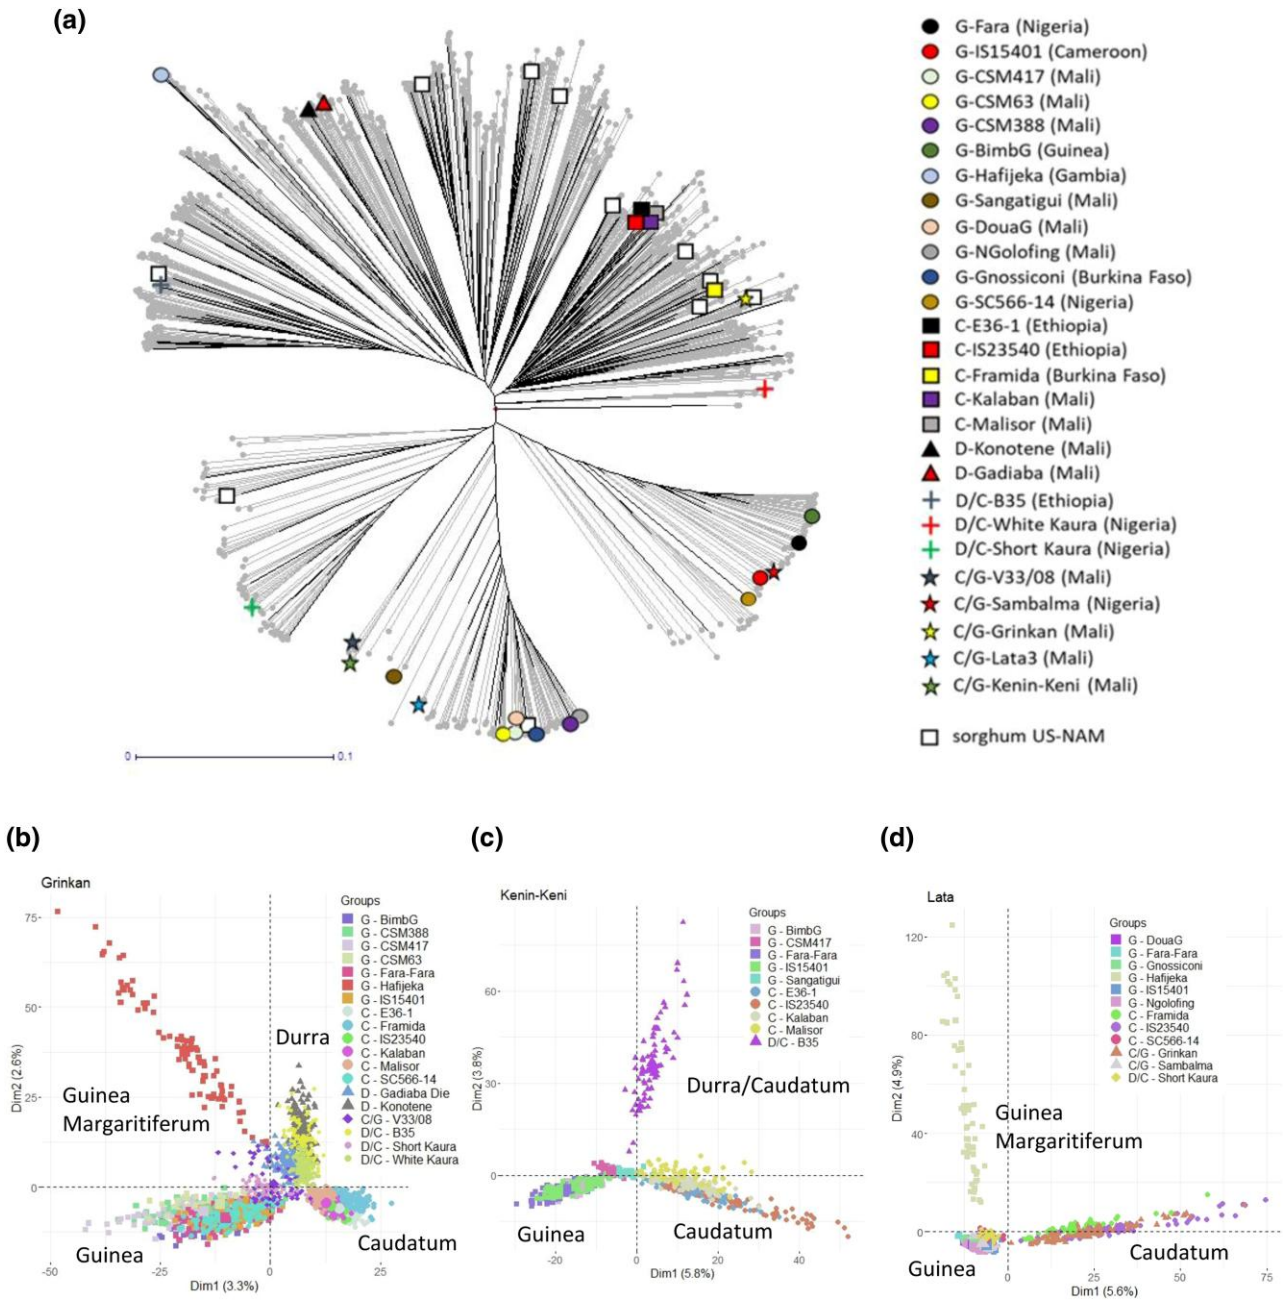 (a)
G-Fara (Nigeria)
G-IS15401 (Cameroon)
G-CSM417 (Mali)
G-CSM63 (Mali)
G-CSM388 (Mali)
G-BimbG (Guinea)
G-Hafijeka (Gambia)
G-Sangatigui (Mali)
G-DouaG (Mali)
G-NGolofing (Mali)
G-Gnossiconi (Burkina Faso)
G-SC566-14 (Nigeria)
C-E36-1 (Ethiopia)
C-IS23540 (Ethiopia)
C-Framida (Burkina Faso)
C-Kalaban (Mali)
C-Malisor (Mali)
D-Konotene (Mali)
D-Gadiaba (Mali)
D/C-B35 (Ethiopia)
D/C-White Kaura (Nigeria)
D/C-Short Kaura (Nigeria)
C/G-V33/08 (Mali)
C/G-Sambalma (Nigeria)
C/G-Grinkan (Mali)
C/G-Lata3 (Mali)
C/G-Kenin-Keni (Mali)
sorghum US-NAM
0 0.1
(b)
Grinkan
Groups
G - BimbG
G - CSM388
G - CSM417
G - CSM63
G - Fara-Fara
G - Hafijeka
G - IS15401
C - E36-1
C - Framida
C - IS23540
C - Kalaban
C - Malisor
C - SC566-14
D - Gadiaba Die
D - Konotene
C/G - V33/08
D/C - B35
D/C - Short Kaura
D/C - White Kaura
Durra
Guinea
Margaritiferum
Guinea
Caudatum
75
50
25
0
Dim2 (2.6%)
-50 -25 0 25
Dim1 (3.3%)
(c)
Kenin-Keni
Groups
G - BimbG
G - CSM417
G - Fara-Fara
G - IS15401
G - Sangatigui
C - E36-1
C - IS23540
C - Kalaban
C - Malisor
D/C - B35
Durra/Caudatum
Guinea
Caudatum
60
30
0
Dim2 (3.8%)
-20 0 20 40
Dim1 (5.8%)
(d)
Lata
Groups
G - DouaG
G - Fara-Fara
G - Gnossiconi
G - Hafijeka
G - IS15401
G - Ngolofing
C - Framida
C - IS23540
C - SC566-14
C/G - Grinkan
C/G - Sambalma
D/C - Short Kaura
Guinea
Margaritiferum
Guinea
Caudatum
120
80
40
0
Dim2 (4.9%)
0 25 50 75
Dim1 (5.6%)